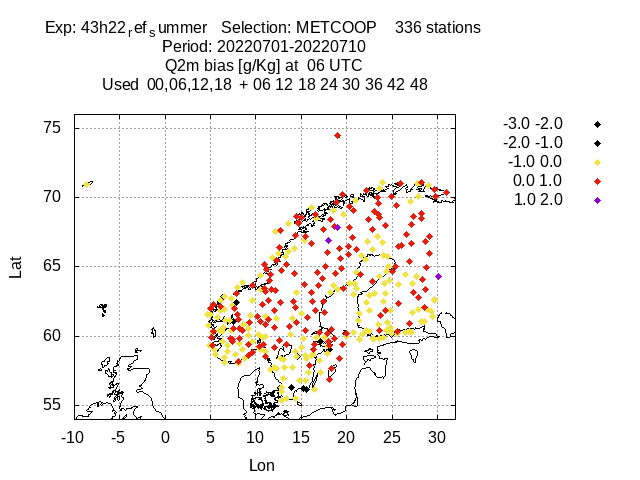 Exp: 43h22ref summer Selection: METCOOP 336 stations
Period: 20220701-20220710
Q2m bias [g/Kg] at 06 UTC
Used 00,06,12,18 + 06 12 18 24 30 36 42 48
-3.0 -2.0
-2.0 -1.0
-1.0 0.0
0.0 1.0
1.0 2.0
75
70
65
60
55
Lat
-10 -5 0 5 10 15 20 25 30
Lon